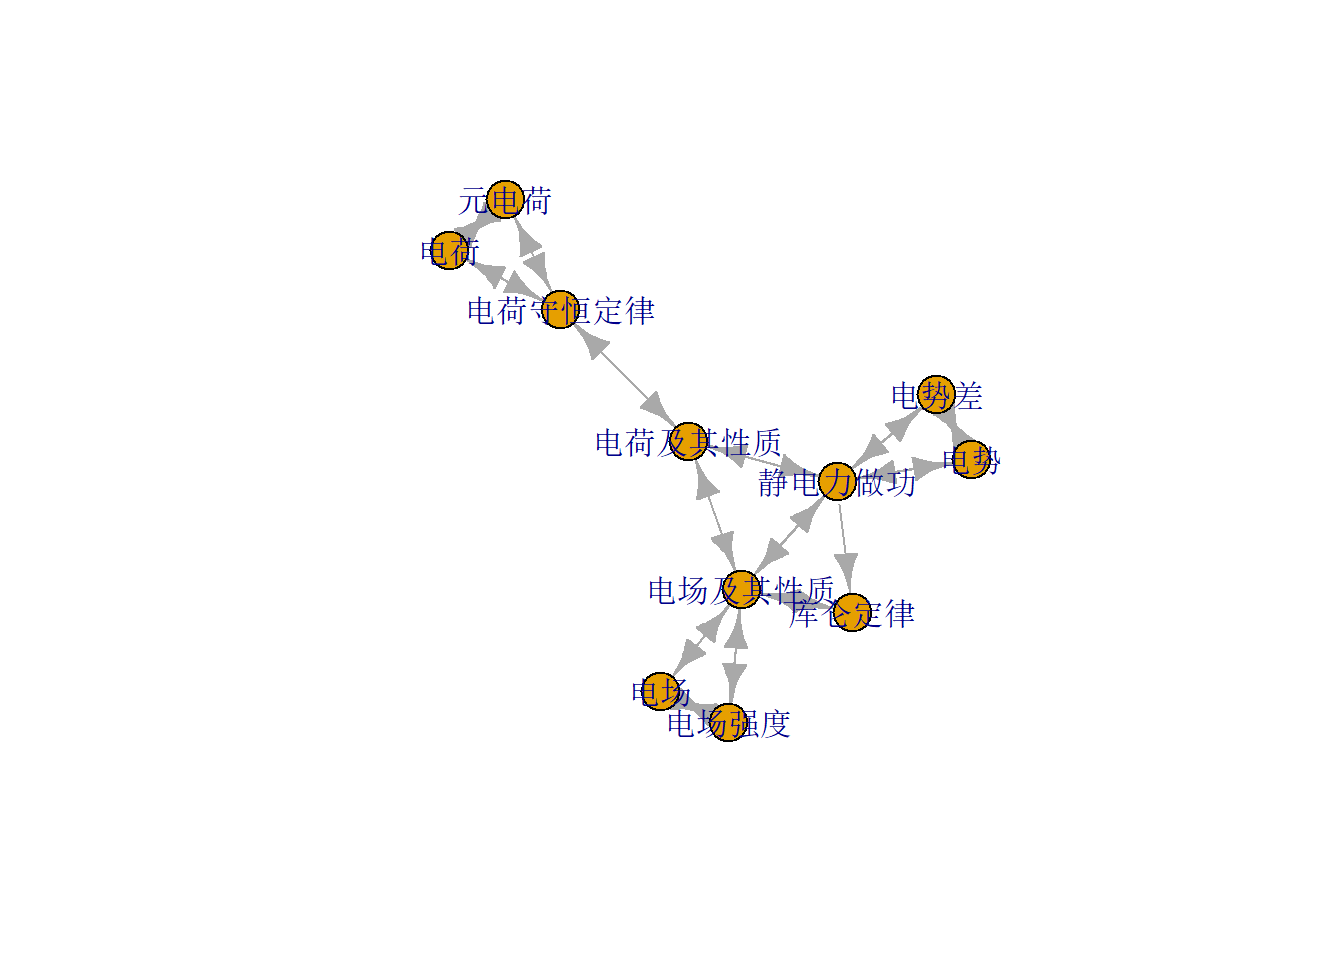 元电荷
电荷
电荷守恒定律
电势差
电荷及其性质
电势
静电力做功
电场及其性质
库仑定律
电场
电场强度